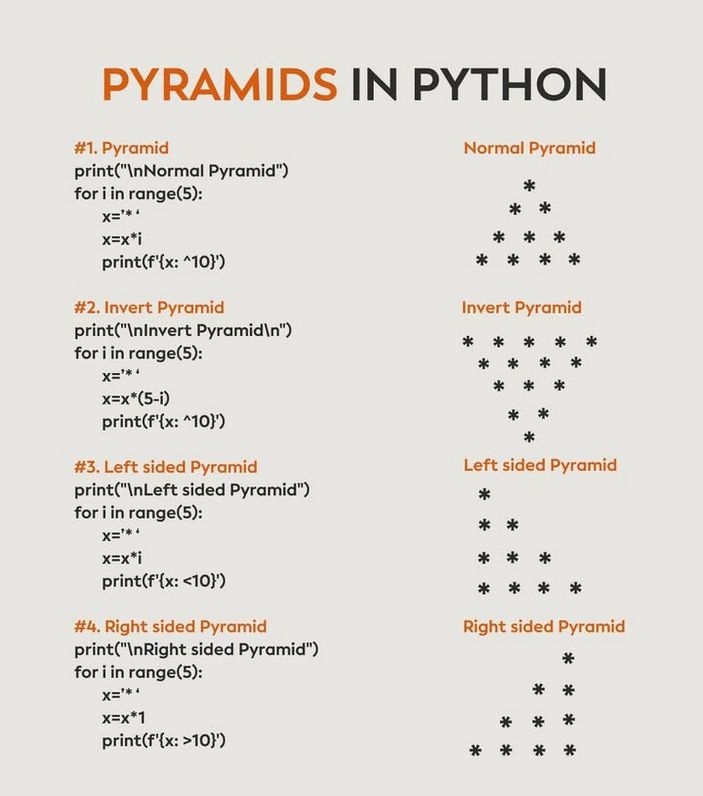 PYRAMIDS IN PYTHON
#1. Pyramid
print("\nNormal Pyramid")
for i in range(5):
x='* ‘
x=x*i
print(f'{x: ^10}')
Normal Pyramid
*
* *
* * *
* * * *
#2. Invert Pyramid
print("\nInvert Pyramid\n")
for i in range(5):
x='* ‘
x=x*(5-i)
print(f'{x: ^10}')
Invert Pyramid
* * * * *
* * * *
* * *
* *
*
#3. Left sided Pyramid
print("\nLeft sided Pyramid")
for i in range(5):
x='* ‘
x=x*i
print(f'{x: <10}')
Left sided Pyramid
*
* *
* * *
* * * *
#4. Right sided Pyramid
print("\nRight sided Pyramid")
for i in range(5):
x='* ‘
x=x*1
print(f'{x: >10}')
Right sided Pyramid
*
* *
* * *
* * * *